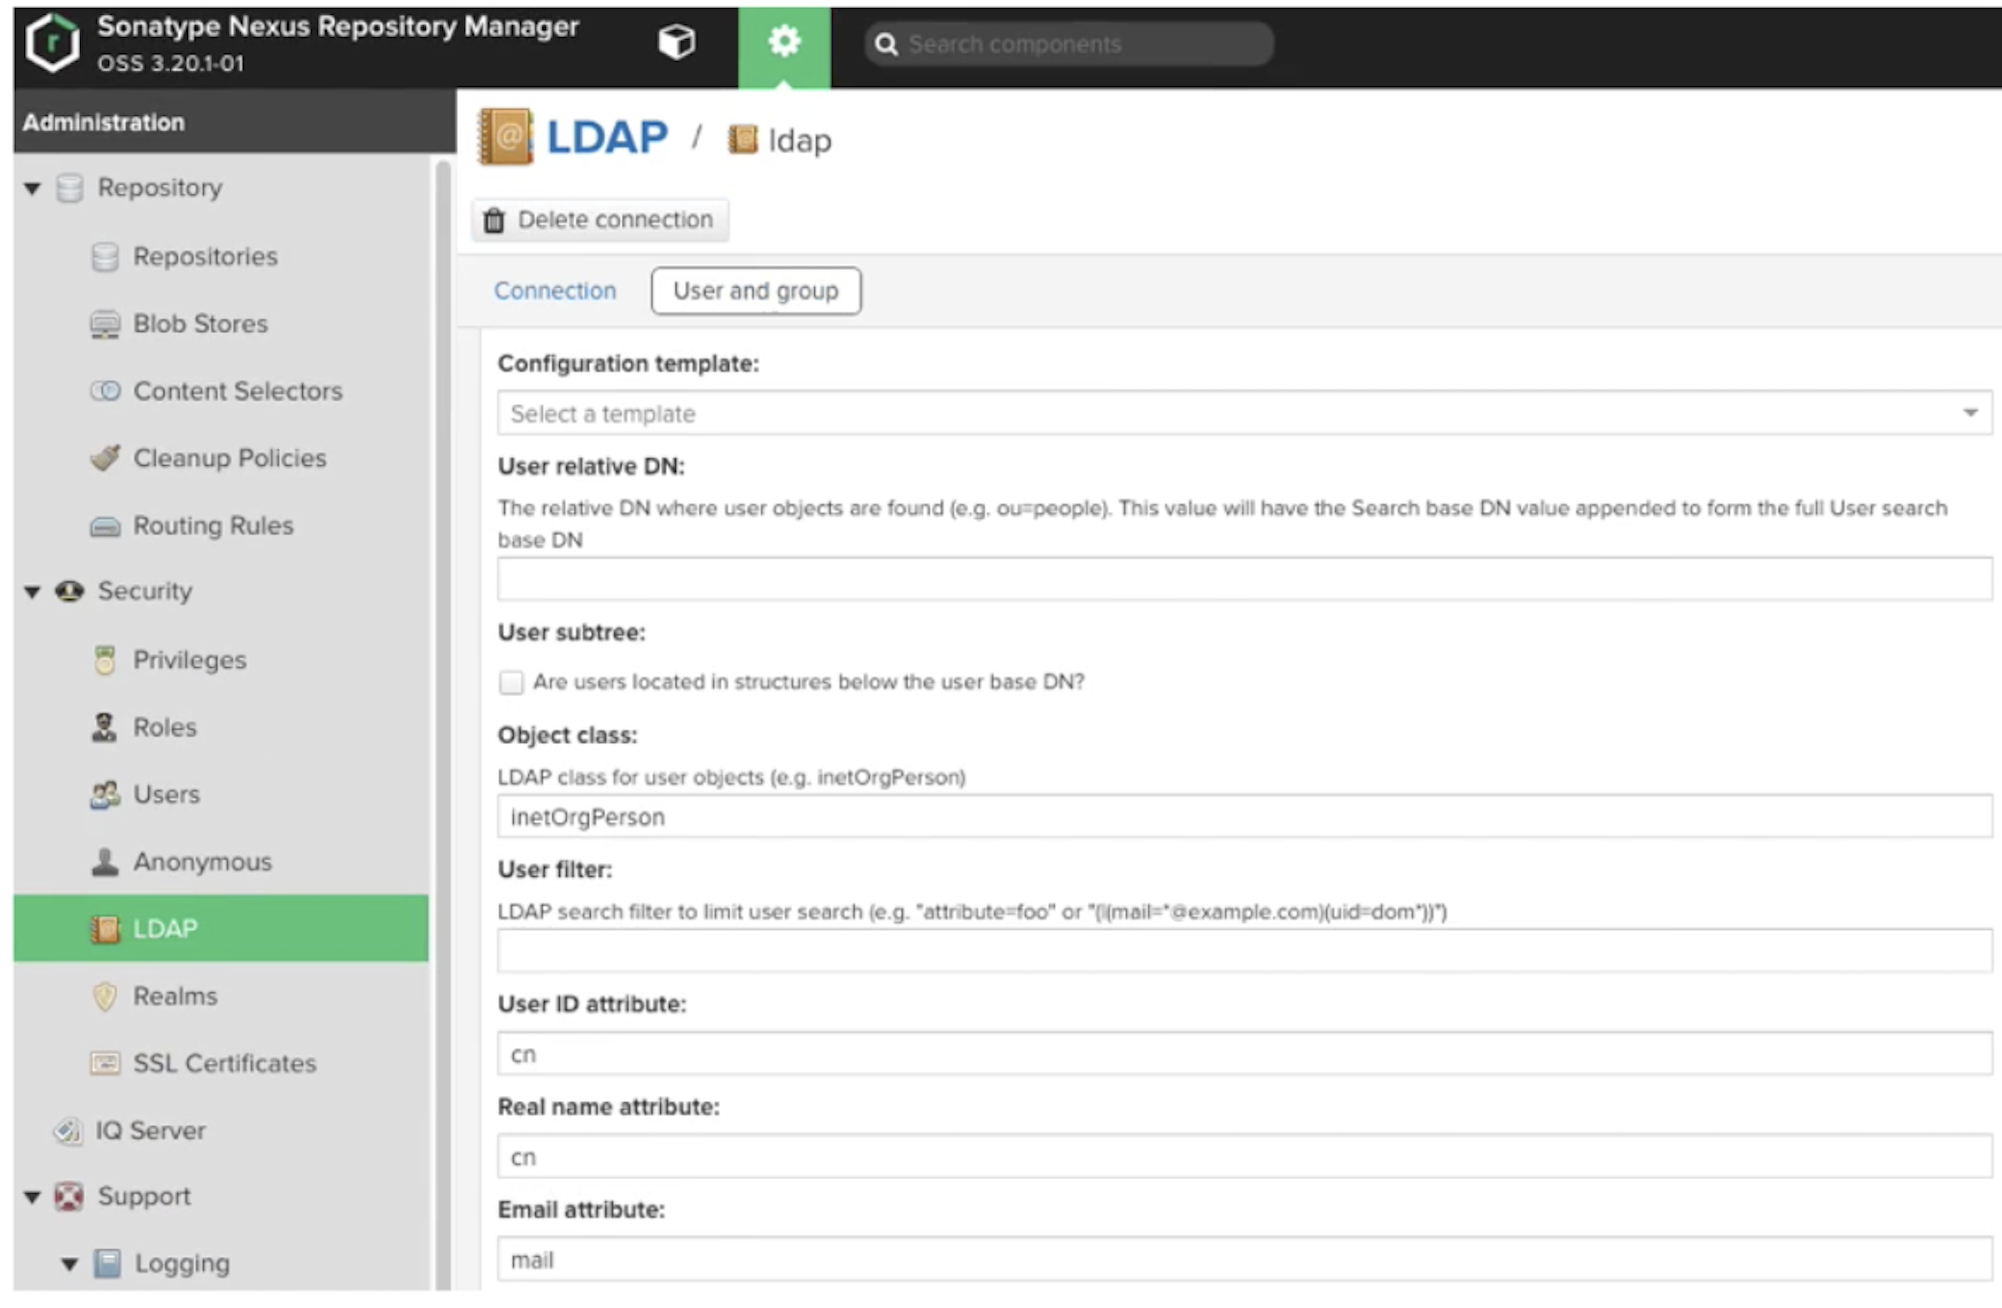 Sonatype Nexus Repository Manager
OSS 3.20.1-01
Search components
Administration
Repository
Repositories
Blob Stores
Content Selectors
Cleanup Policies
Routing Rules
Security
Privileges
Roles
Users
Anonymous
LDAP
Realms
SSL Certificates
IQ Server
Support
Logging
LDAP / ldap
Delete connection
Connection User and group
Configuration template:
Select a template
User relative DN:
The relative DN where user objects are found (e.g. ou=people). This value will have the Search base DN value appended to form the full User search
base DN
User subtree:
Are users located in structures below the user base DN?
Object class:
LDAP class for user objects (e.g. inetOrgPerson)
inetOrgPerson
User filter:
LDAP search filter to limit user search (e.g. "attribute=foo" or "(|(mail=*@example.com)(uid=dom*))")
User ID attribute:
cn
Real name attribute:
cn
Email attribute:
mail